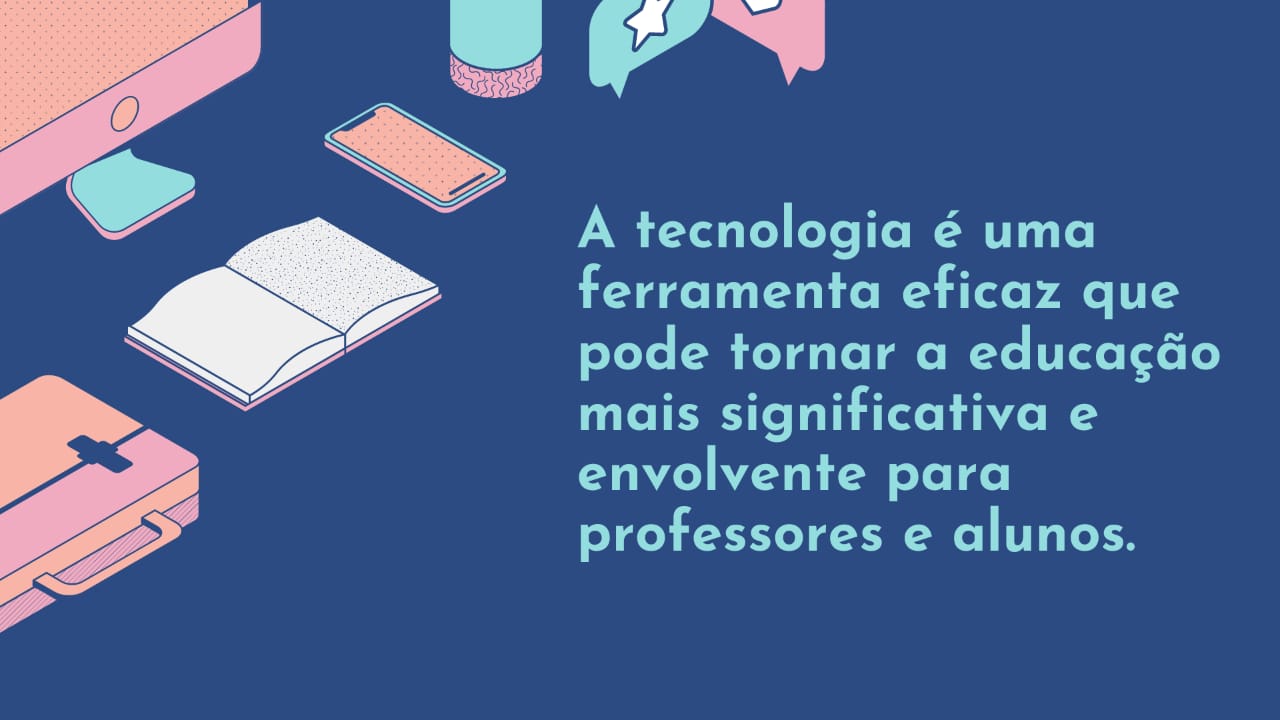 A tecnologia é uma
ferramenta eficaz que
pode tornar a educação
mais significativa e
envolvente para
professores e alunos.